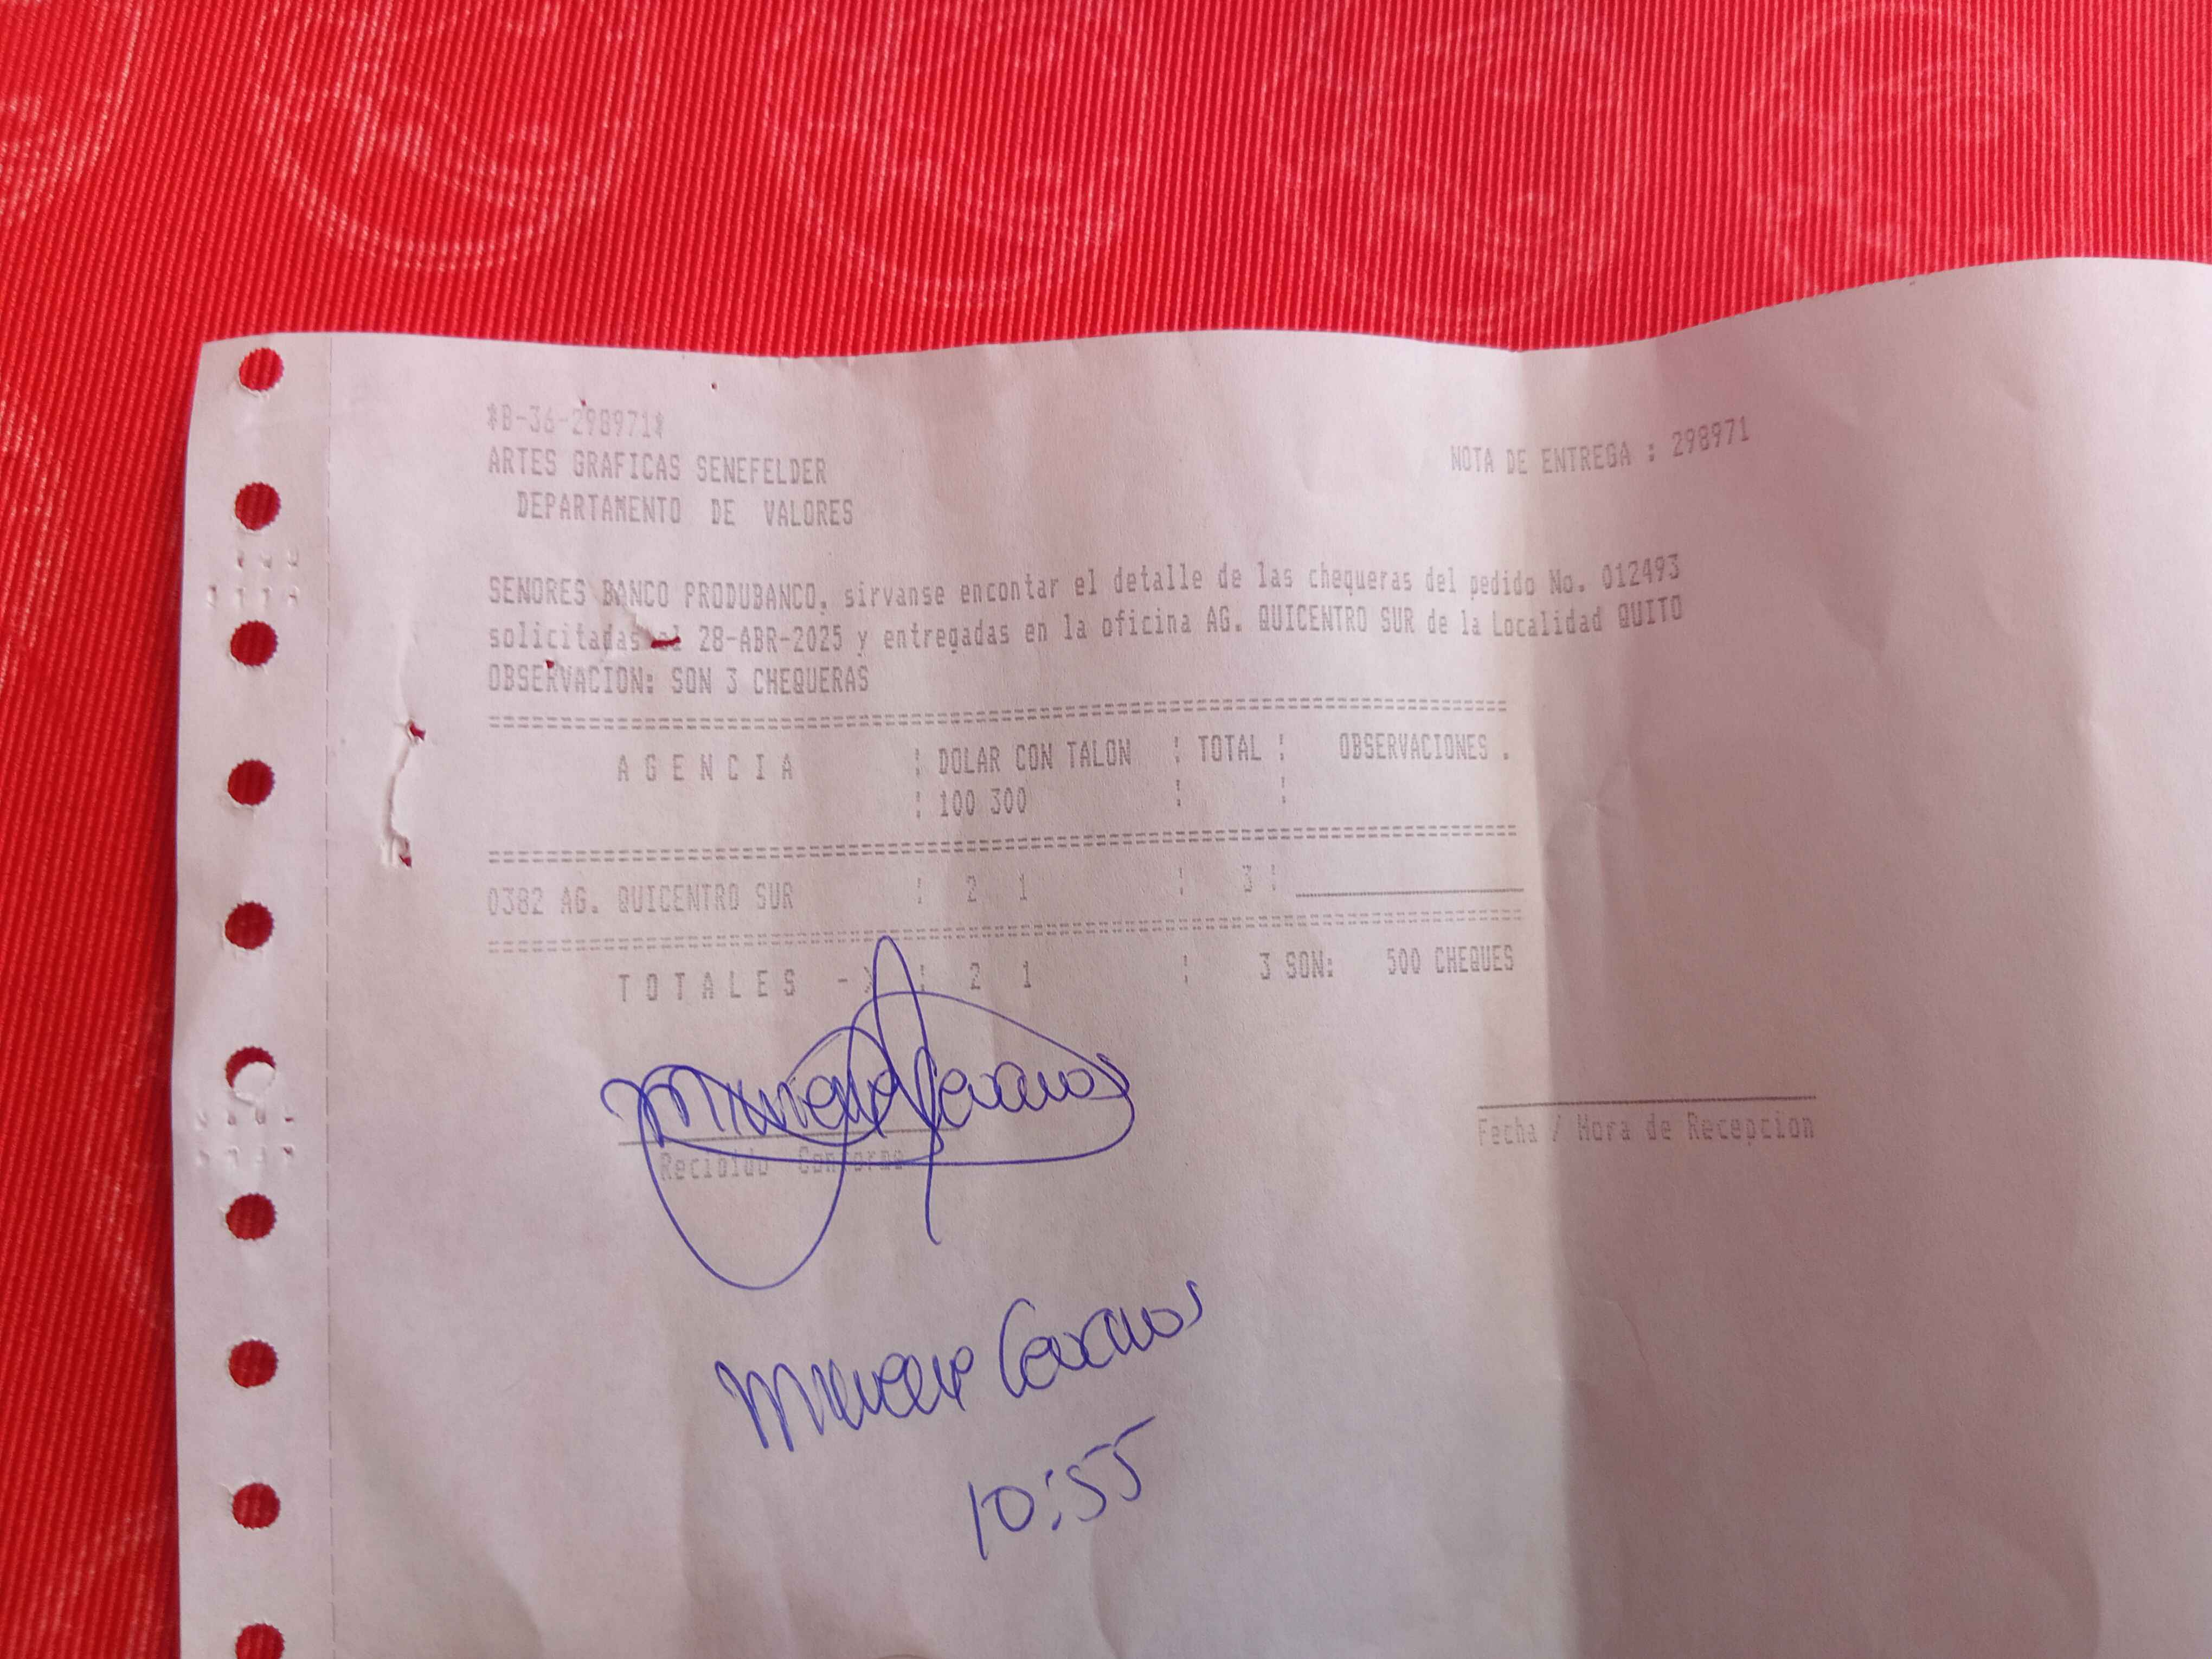 *B-36-298971*
ARTES GRAFICAS SENEFELDER
NOTA DE ENTREGA : 298971
DEPARTAMENTO DE VALORES
SENORES BANCO PRODUBANCO, sirvanse encontar el detalle de las chequeras del pedido No. 012493
solicitadas el 28-ABR-2025 y entregadas en la oficina AG. QUICENTRO SUR de la Localidad QUITO
OBSERVACION: SON 3 CHEQUERAS
A G E N C I A : DOLAR CON TALON : TOTAL : OBSERVACIONES .
: 100 300 : :
0382 AG. QUICENTRO SUR : 2 1 : 3 :
T O T A L E S -> : 2 1 : 3 SON: 500 CHEQUES
Recibido Conforme
Fecha / Hora de Recepcion
10:55